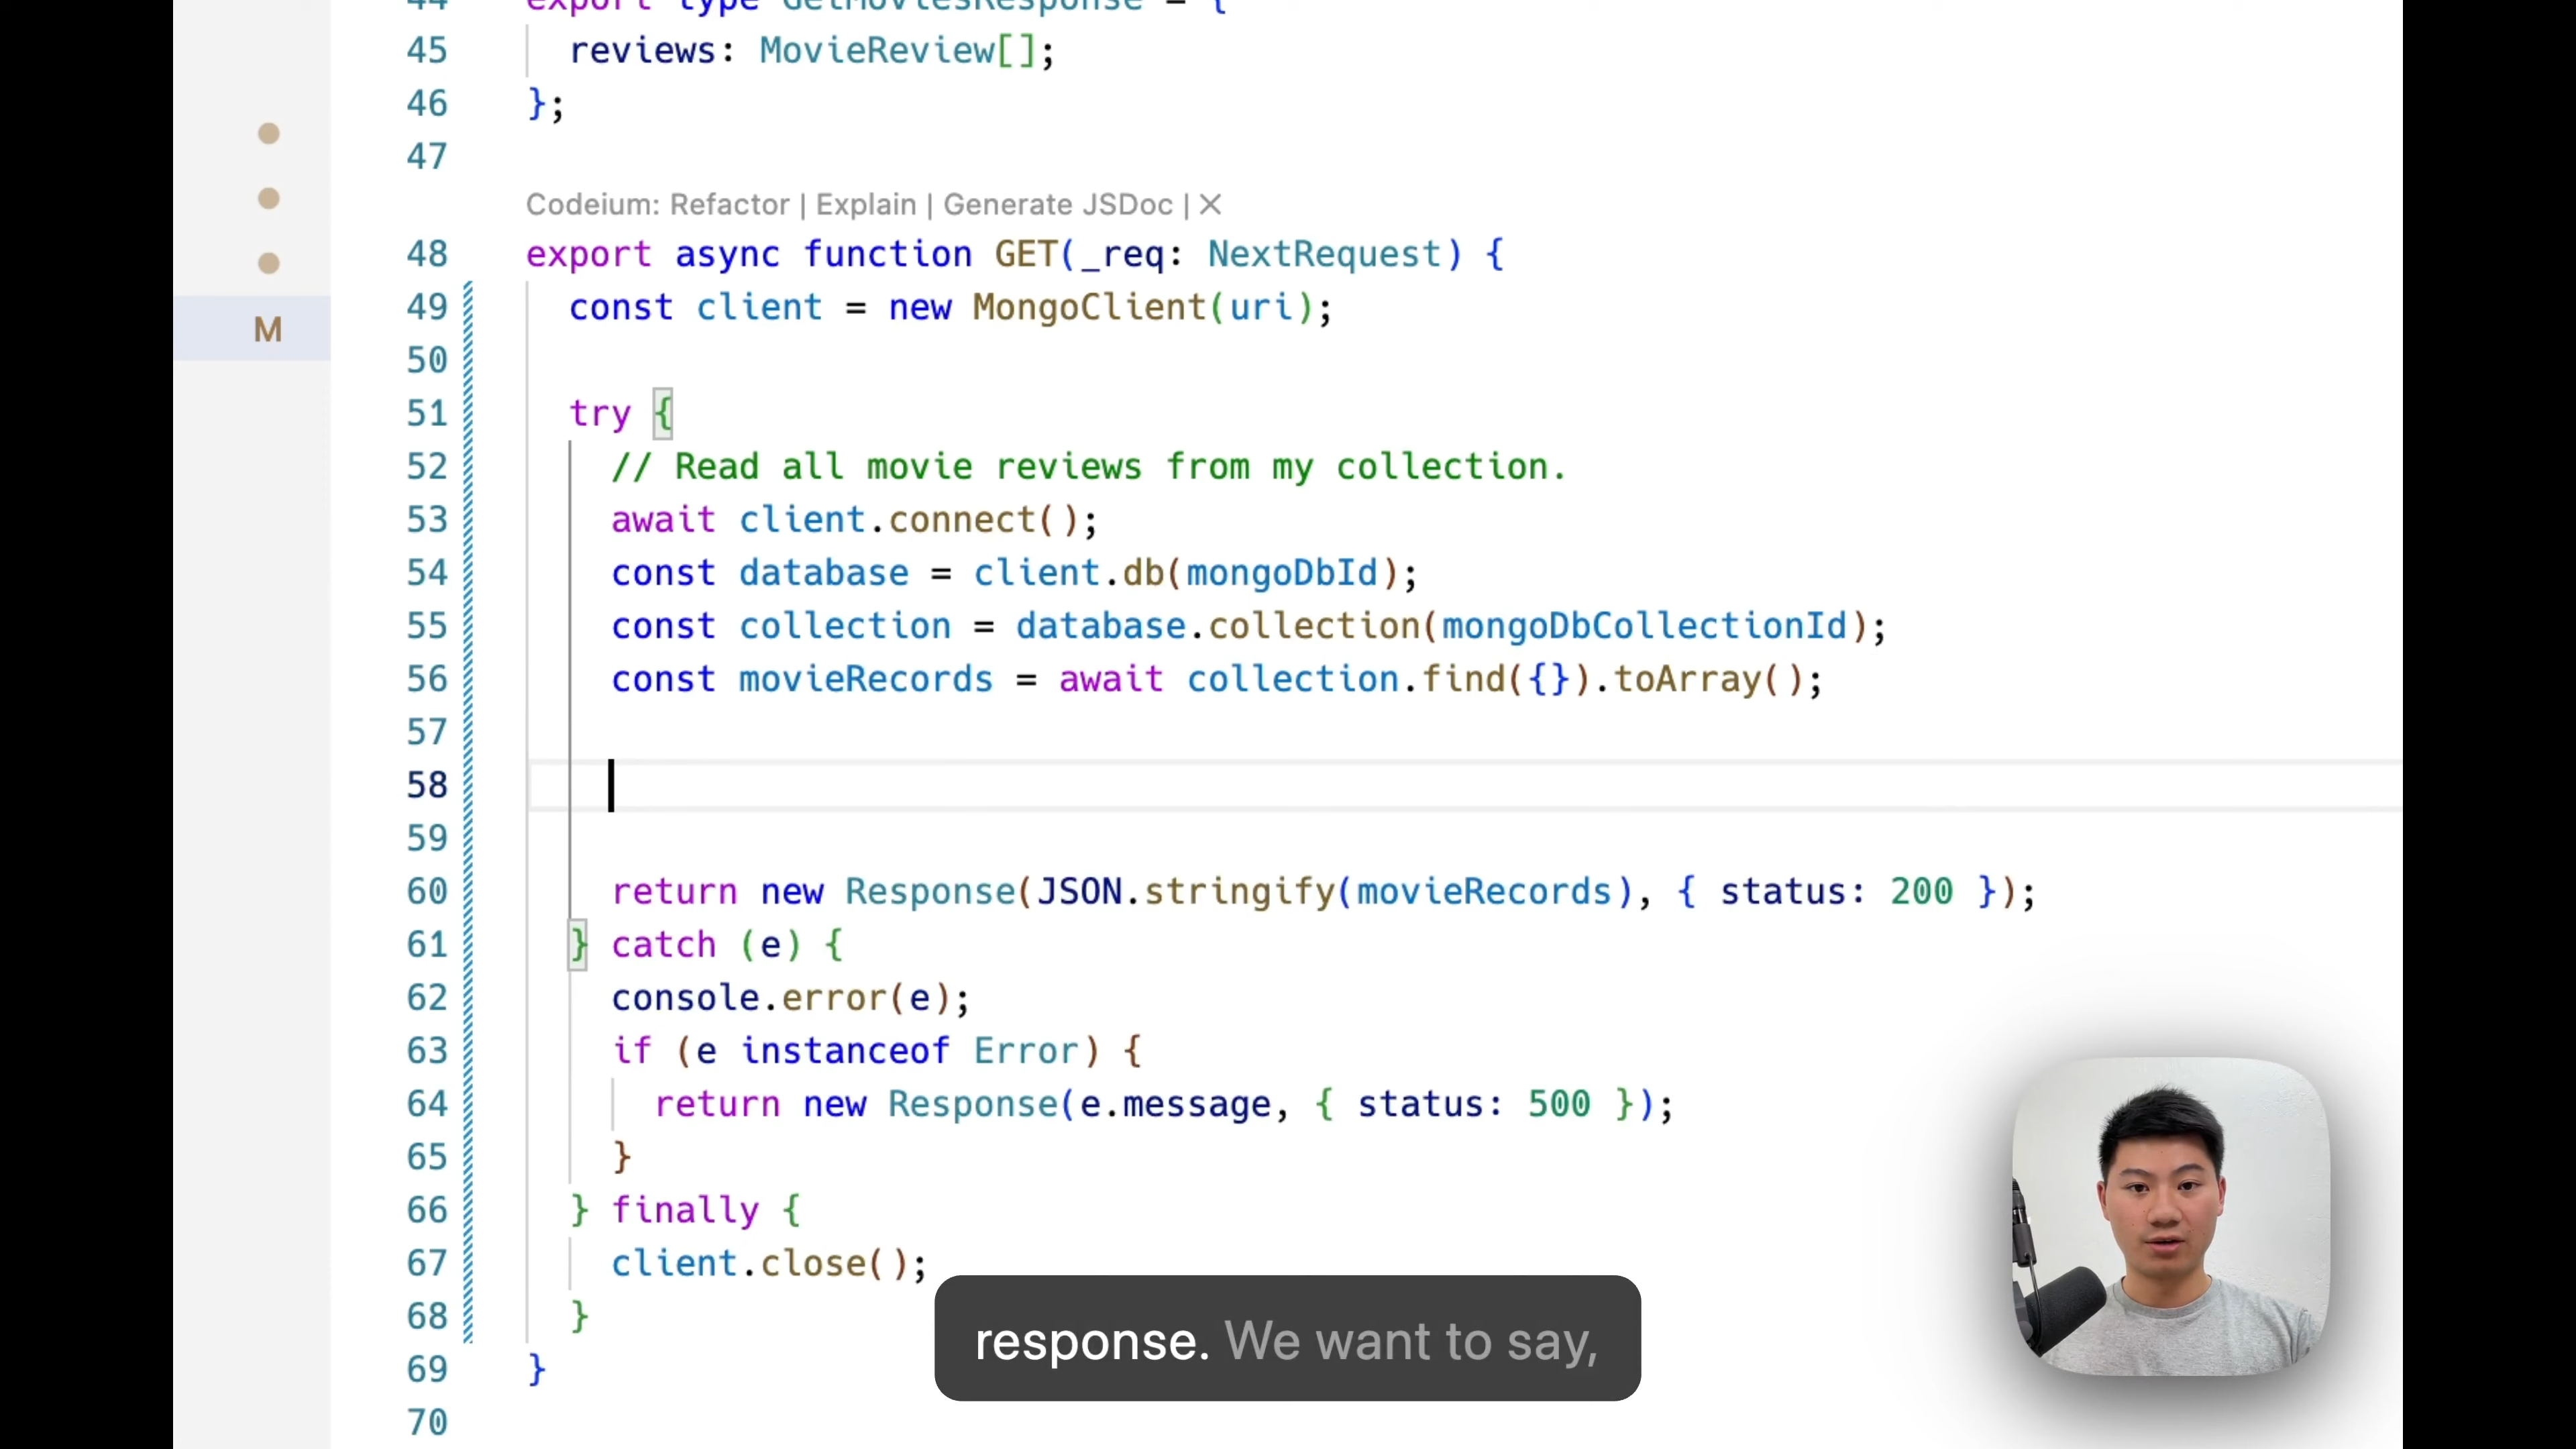 44 export type GetMoviesResponse = {
45 reviews: MovieReview[];
46 };
47
Codeium: Refactor | Explain | Generate JSDoc | ✕
48 export async function GET(_req: NextRequest) {
M
49 const client = new MongoClient(uri);
50
51 try {
52 // Read all movie reviews from my collection.
53 await client.connect();
54 const database = client.db(mongoDbId);
55 const collection = database.collection(mongoDbCollectionId);
56 const movieRecords = await collection.find({}).toArray();
57
58
59
60 return new Response(JSON.stringify(movieRecords), { status: 200 });
61 } catch (e) {
62 console.error(e);
63 if (e instanceof Error) {
64 return new Response(e.message, { status: 500 });
65 }
66 } finally {
67 client.close();
68 }
69 }
70
response. We want to say,